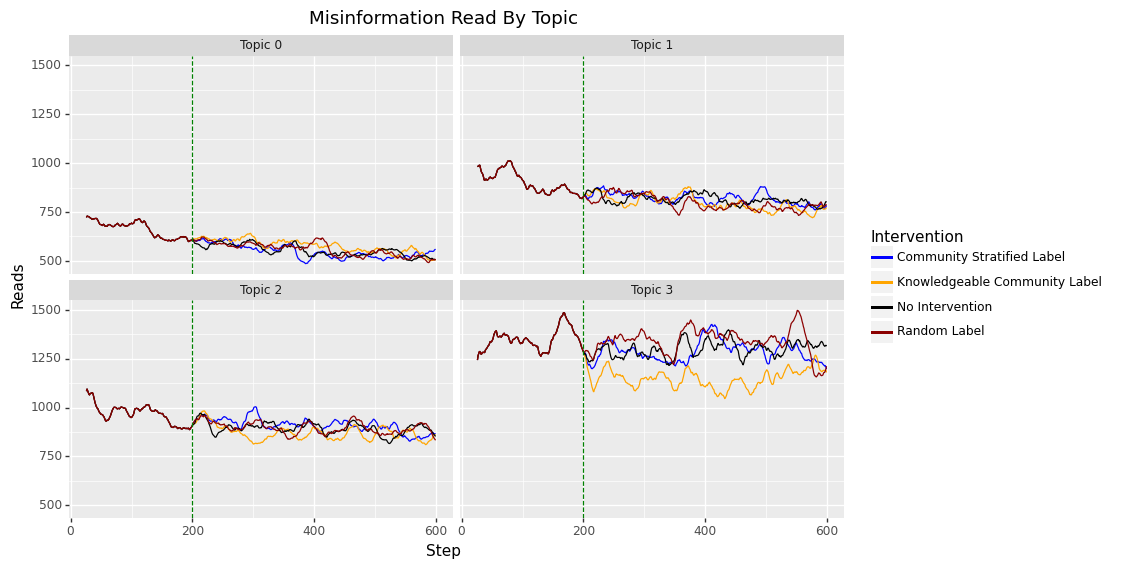 Misinformation Read By Topic
Topic 0
Topic 1
1500
1250
1000
750
500
Topic 2
Topic 3
1500
1250
1000
750
500
0
200
400
600
0
200
400
600
Step
Reads
Intervention
Community Stratified Label
Knowledgeable Community Label
No Intervention
Random Label